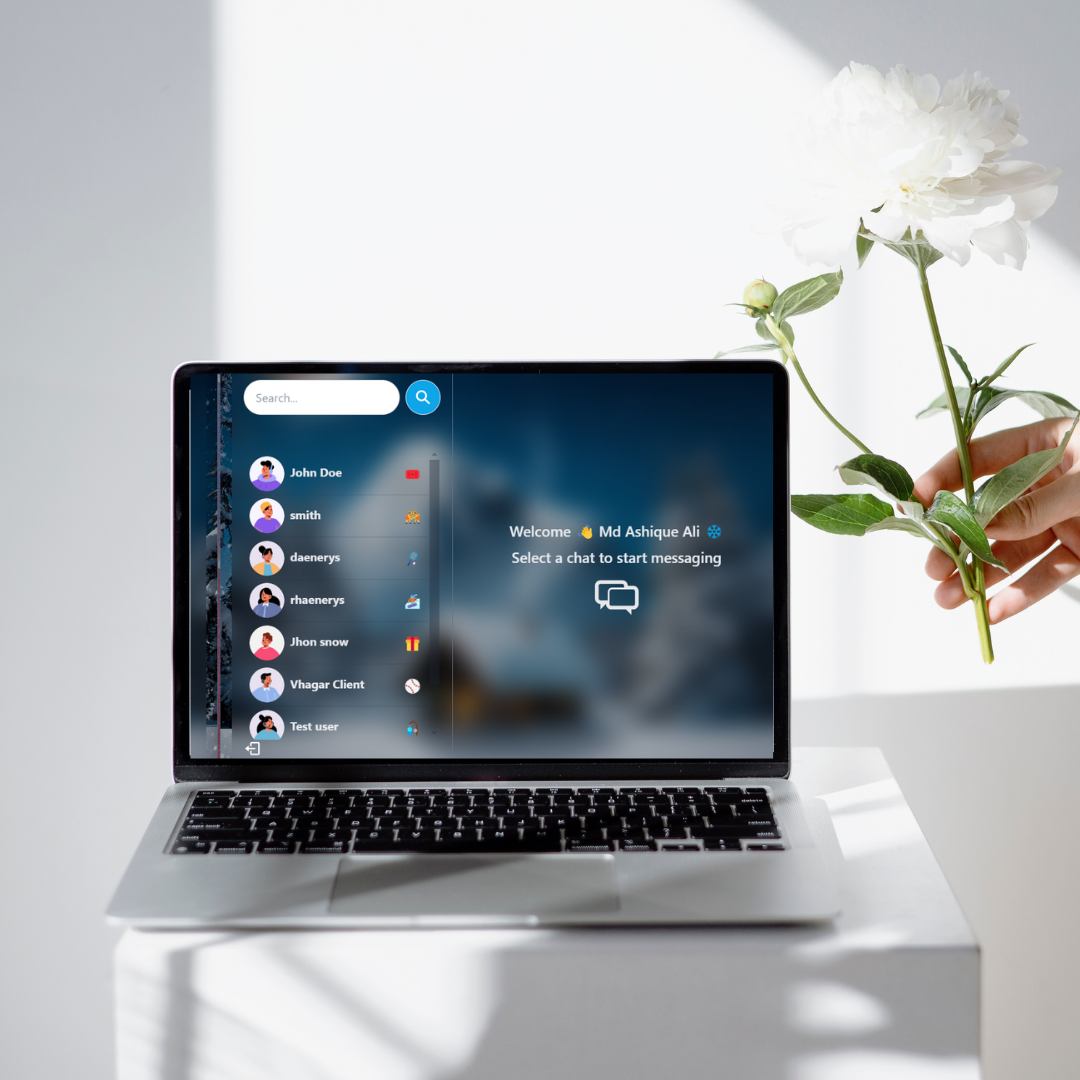 Search...
John Doe
smith
daenerys
rhaenerys
Jhon snow
Vhagar Client
Test user
Welcome 👋 Md Ashique Ali ❄
Select a chat to start messaging